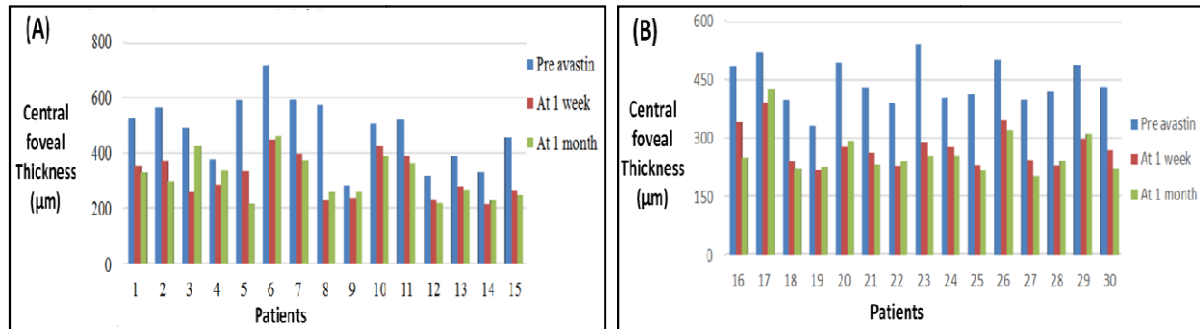 (A)
800
600
400
200
0
Central
foveal
Thickness
(µm)
1 2 3 4 5 6 7 8 9 10 11 12 13 14 15
Patients
Pre avastin
At 1 week
At 1 month
(B)
600
450
300
150
0
Central
foveal
Thickness
(µm)
16 17 18 19 20 21 22 23 24 25 26 27 28 29 30
Patients
Pre avastin
At 1 week
At 1 month